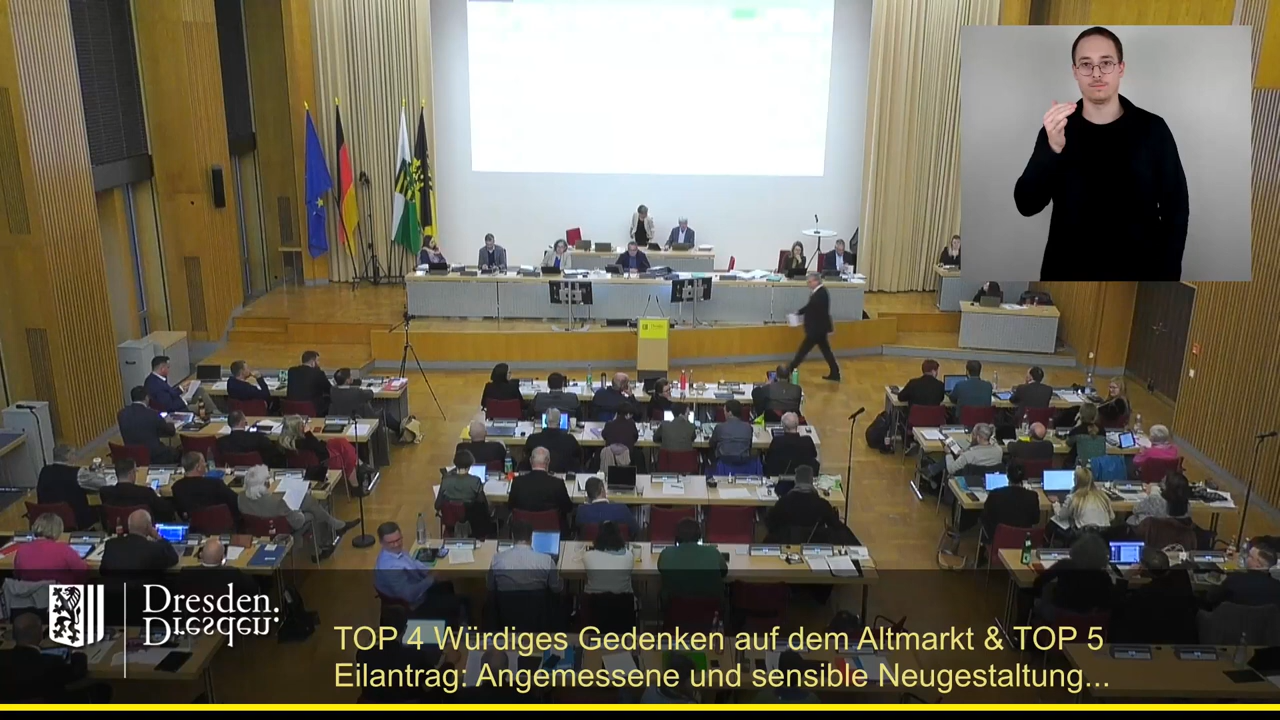 Dresden.
Dresden.
TOP 4 Würdiges Gedenken auf dem Altmarkt & TOP 5
Eilantrag: Angemessene und sensible Neugestaltung...